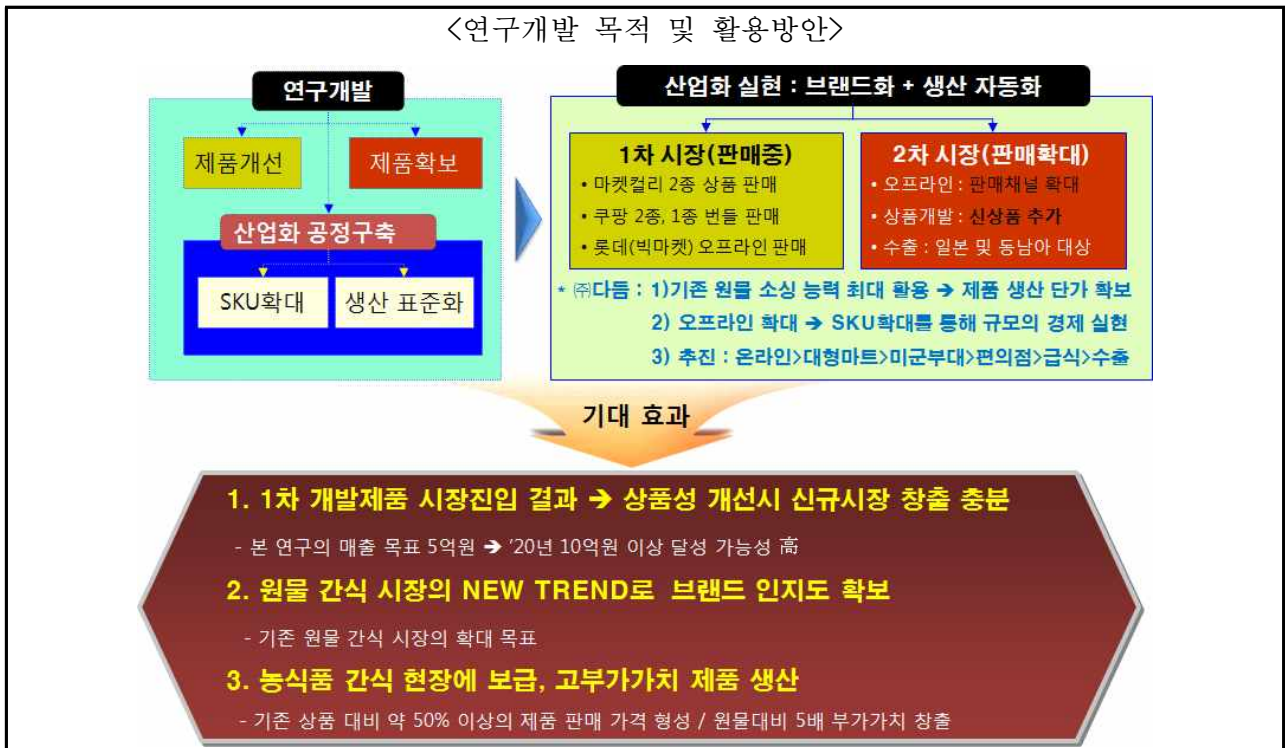 <연구개발 목적 및 활용방안>
연구개발
제품개선
제품확보
산업화 공정구축
SKU확대
생산 표준화
산업화 실현 : 브랜드화 + 생산 자동화
1차 시장(판매중)
• 마켓컬리 2종 상품 판매
• 쿠팡 2종, 1종 번들 판매
• 롯데(빅마켓) 오프라인 판매
2차 시장(판매확대)
• 오프라인 : 판매채널 확대
• 상품개발 : 신상품 추가
• 수출 : 일본 및 동남아 대상
* ㈜다듬 : 1)기존 원물 소싱 능력 최대 활용 → 제품 생산 단가 확보
2) 오프라인 확대 → SKU확대를 통해 규모의 경제 실현
3) 추진 : 온라인>대형마트>미군부대>편의점>급식>수출
기대 효과
1. 1차 개발제품 시장진입 결과 → 상품성 개선시 신규시장 창출 충분
- 본 연구의 매출 목표 5억원 → ‘20년 10억원 이상 달성 가능성 高
2. 원물 간식 시장의 NEW TREND로 브랜드 인지도 확보
- 기존 원물 간식 시장의 확대 목표
3. 농식품 간식 현장에 보급, 고부가가치 제품 생산
- 기존 상품 대비 약 50% 이상의 제품 판매 가격 형성 / 원물대비 5배 부가가치 창출